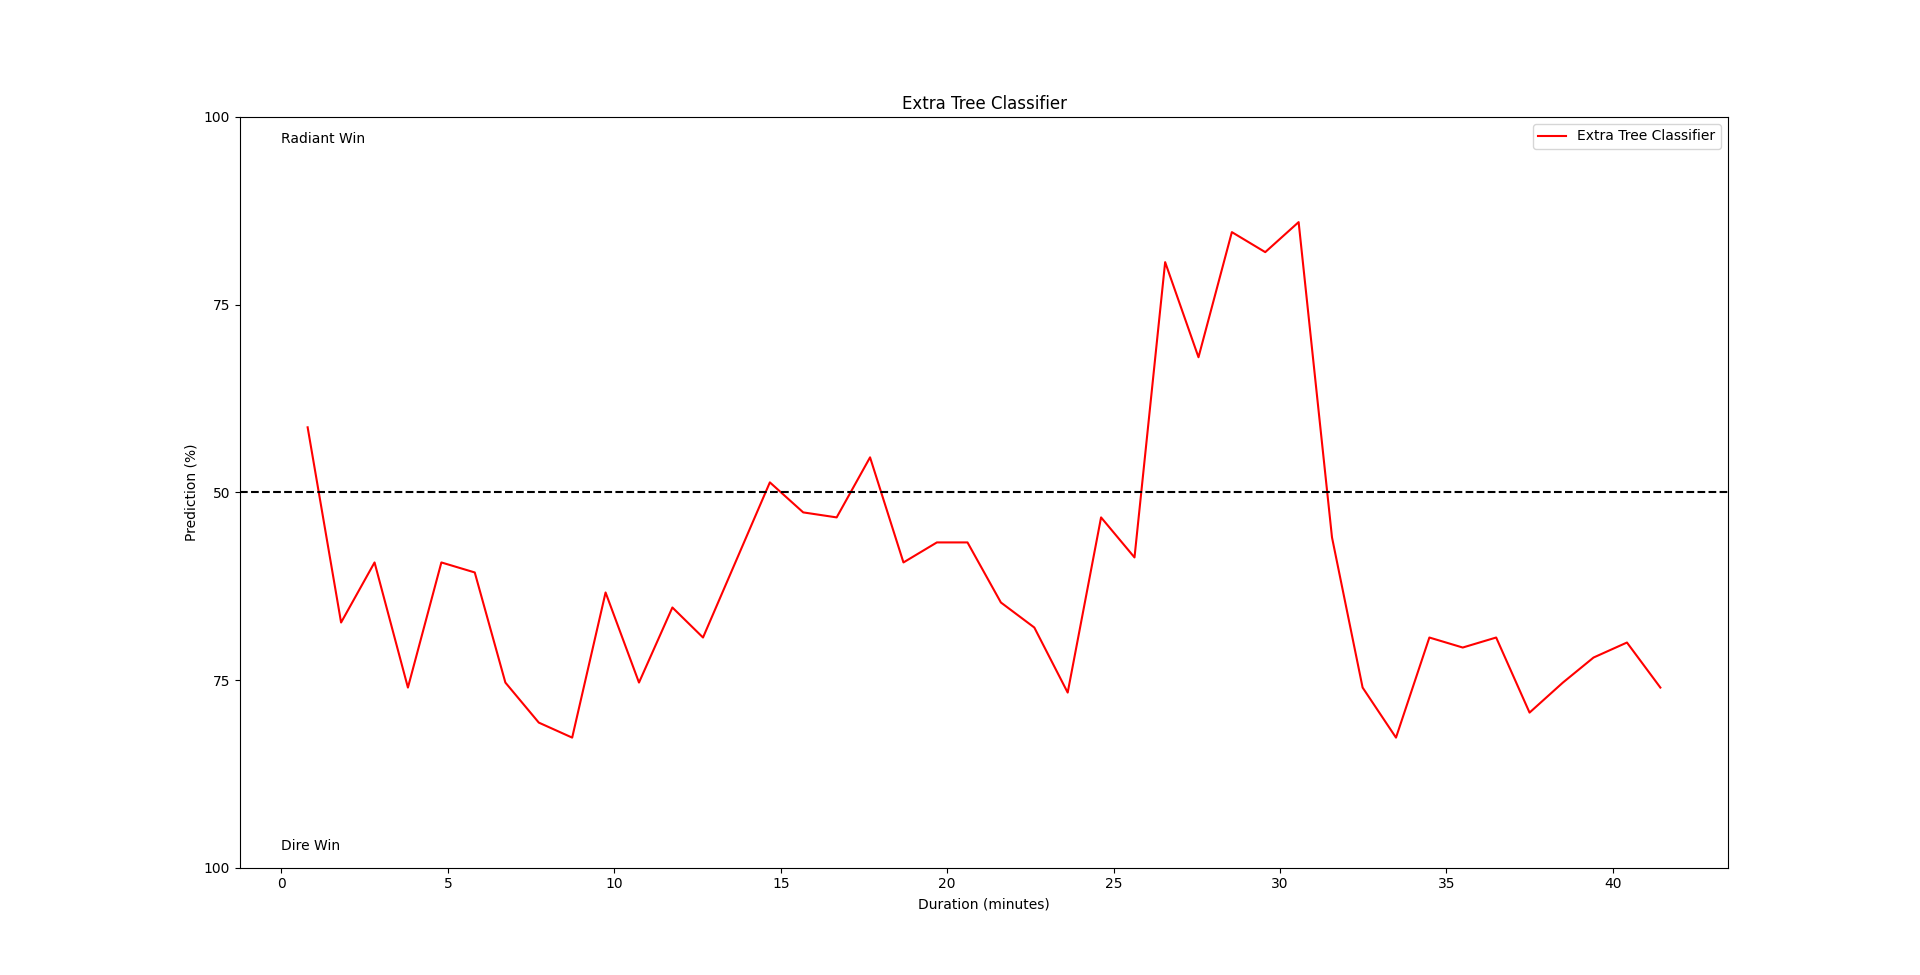 Extra Tree Classifier
100
Radiant Win
Extra Tree Classifier
75
50
Prediction (%)
75
Dire Win
100
0 5 10 15 20 25 30 35 40
Duration (minutes)